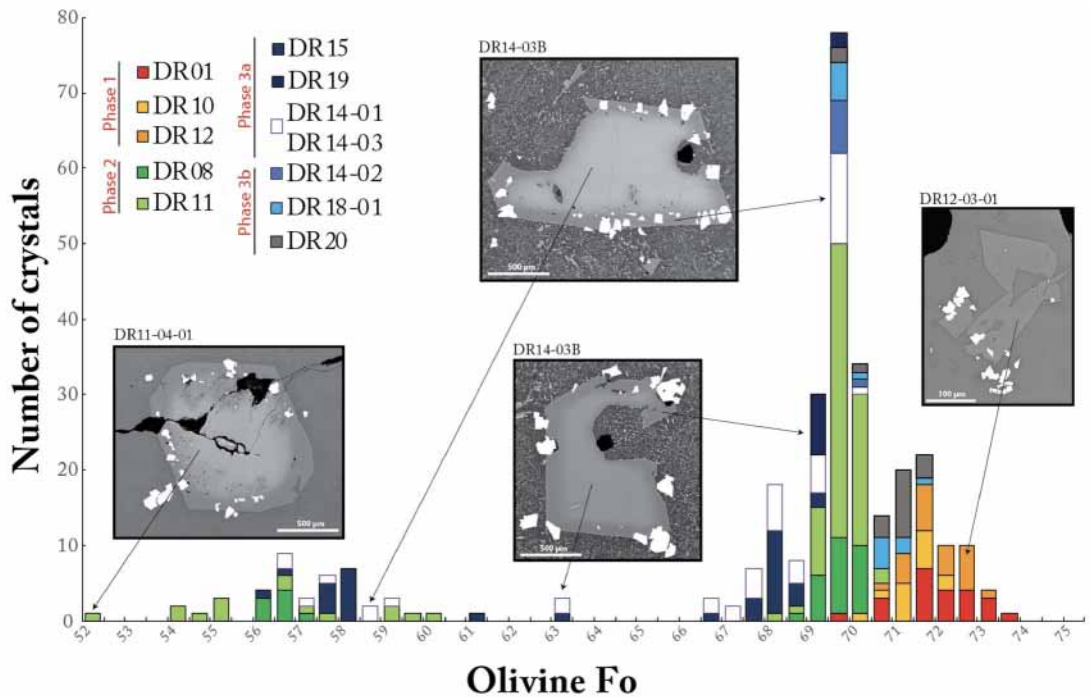 80
70
60
50
40
30
20
10
0
Number of crystals
Phase 1
DR01
DR10
DR12
Phase 2
DR08
DR11
Phase 3a
DR15
DR19
DR14-01
DR14-03
Phase 3b
DR14-02
DR18-01
DR20
DR14-03B
500 µm
DR12-03-01
100 µm
DR11-04-01
500 µm
DR14-03B
500 µm
52 53 54 55 56 57 58 59 60 61 62 63 64 65 66 67 68 69 70 71 72 73 74 75
Olivine Fo